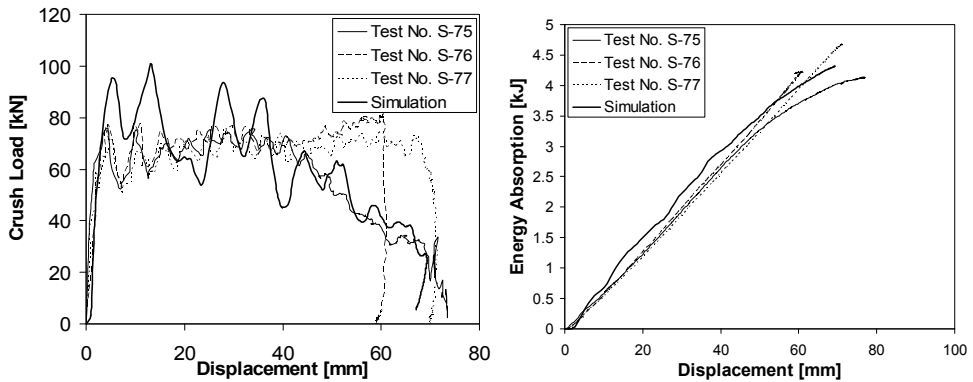 120
100
80
60
40
20
0
Crush Load [kN]
0 20 40 60 80
Displacement [mm]
Test No. S-75
Test No. S-76
Test No. S-77
Simulation
5
4.5
4
3.5
3
2.5
2
1.5
1
0.5
0
Energy Absorption [kJ]
0 20 40 60 80 100
Displacement [mm]
Test No. S-75
Test No. S-76
Test No. S-77
Simulation